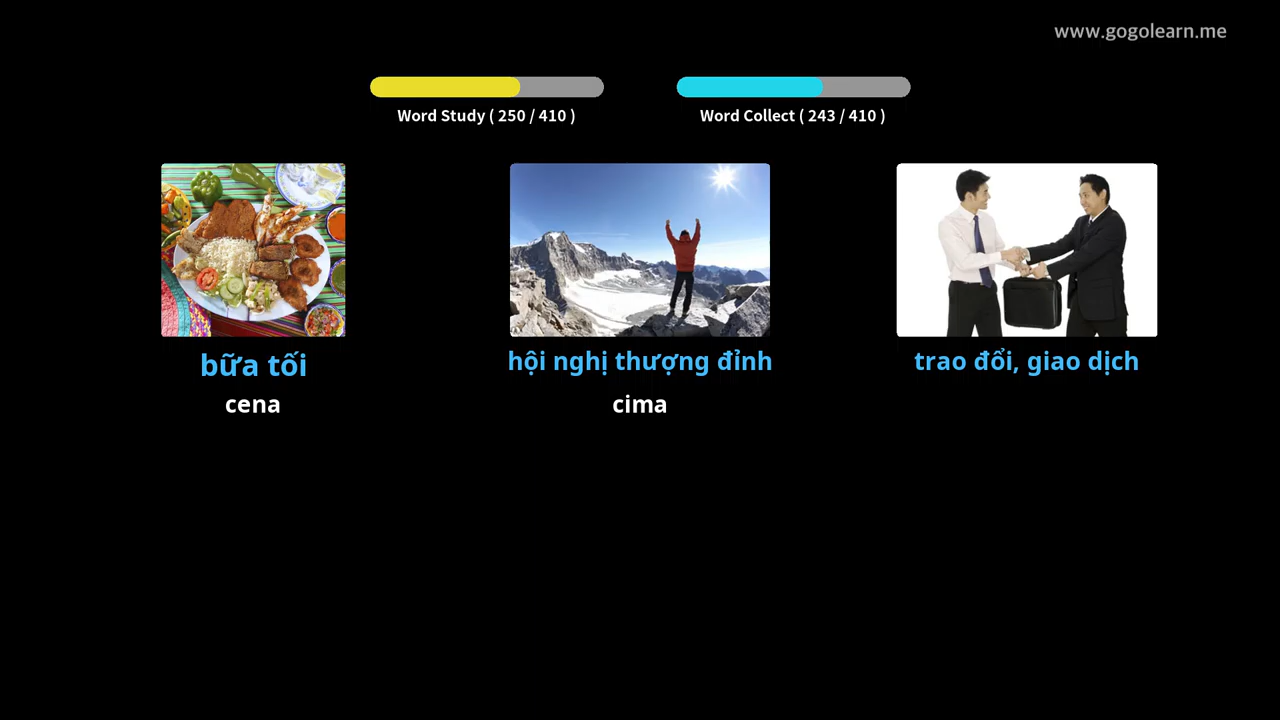 www.gogolearn.me
Word Study ( 250 / 410 )
Word Collect ( 243 / 410 )
bữa tối
cena
hội nghị thượng đỉnh
cima
trao đổi, giao dịch